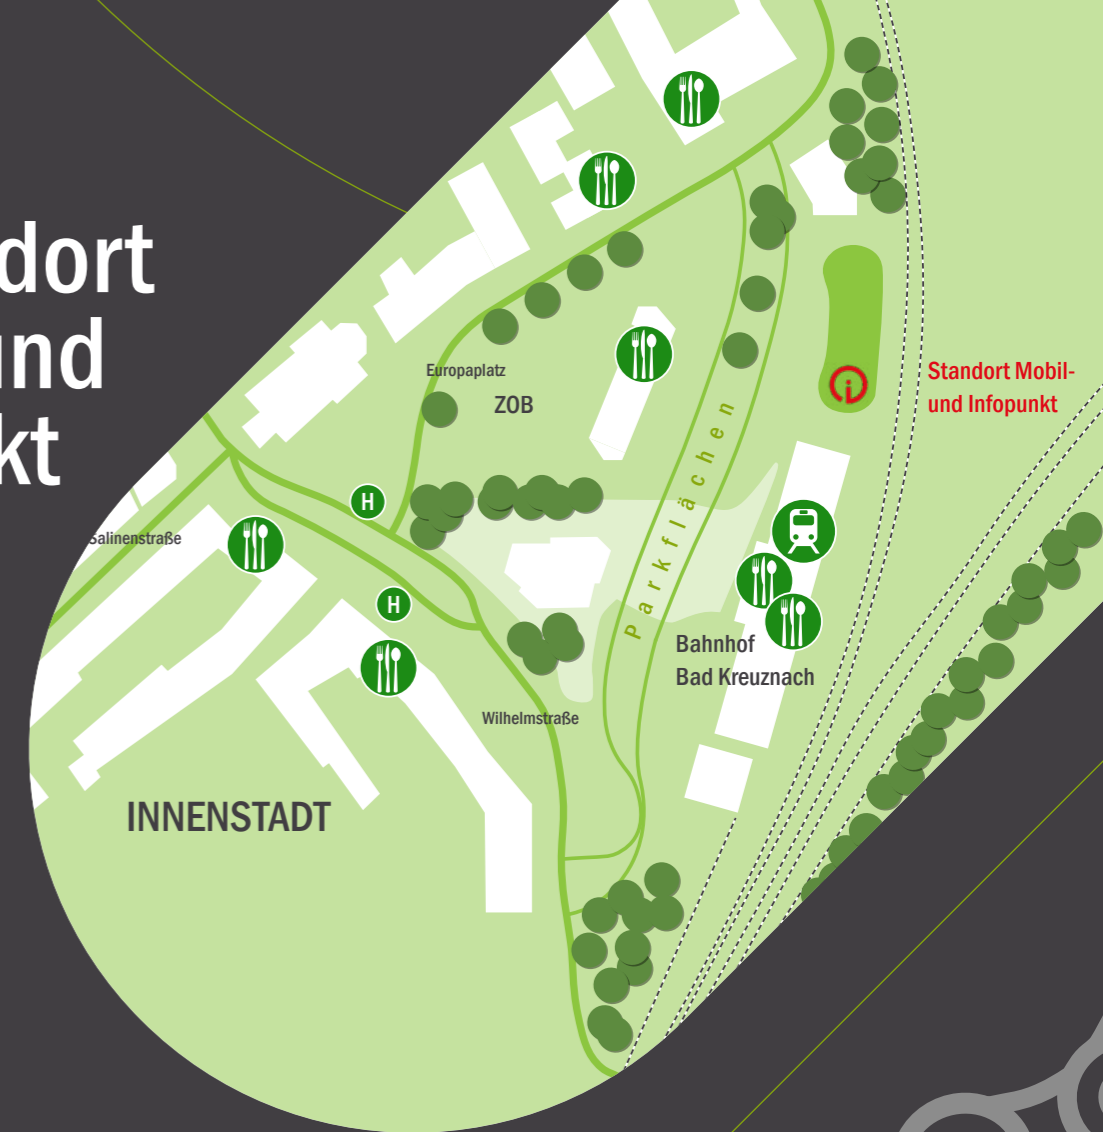 dort
und
kt
Europaplatz
ZOB
Standort Mobil-
und Infopunkt
H
Salinenstraße
Parkflächen
H
Bahnhof
Bad Kreuznach
Wilhelmstraße
INNENSTADT